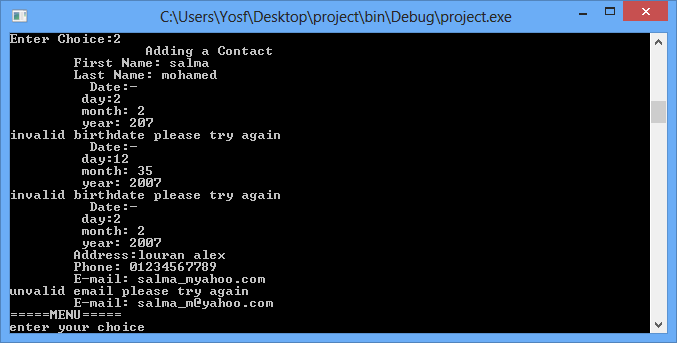 C:\Users\Yosf\Desktop\project\bin\Debug\project.exe
Enter Choice:2
Adding a Contact
First Name: salma
Last Name: mohamed
Date:-
day:2
month: 2
year: 207
invalid birthdate please try again
Date:-
day:12
month: 35
year: 2007
invalid birthdate please try again
Date:-
day:2
month: 2
year: 2007
Address:louran alex
Phone: 01234567789
E-mail: salma_myahoo.com
unvalid email please try again
E-mail: salma_m@yahoo.com
=====MENU=====
enter your choice